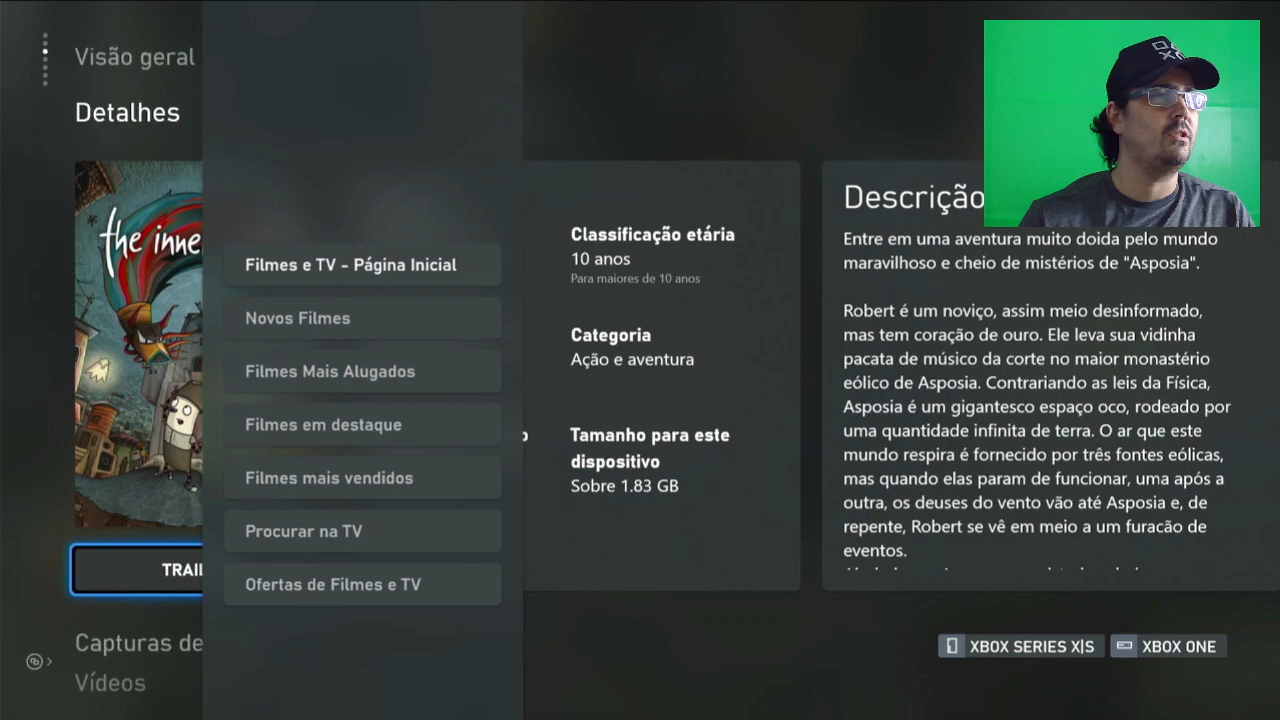 Visão geral
Detalhes
the inne
TRAIL
Capturas de
Vídeos
Filmes e TV - Página Inicial
Novos Filmes
Filmes Mais Alugados
Filmes em destaque
Filmes mais vendidos
Procurar na TV
Ofertas de Filmes e TV
Classificação etária
10 anos
Para maiores de 10 anos
Categoria
Ação e aventura
Tamanho para este
dispositivo
Sobre 1.83 GB
Descrição
Entre em uma aventura muito doida pelo mundo
maravilhoso e cheio de mistérios de "Asposia".
Robert é um noviço, assim meio desinformado,
mas tem coração de ouro. Ele leva sua vidinha
pacata de músico da corte no maior monastério
eólico de Asposia. Contrariando as leis da Física,
Asposia é um gigantesco espaço oco, rodeado por
uma quantidade infinita de terra. O ar que este
mundo respira é fornecido por três fontes eólicas,
mas quando elas param de funcionar, uma após a
outra, os deuses do vento vão até Asposia e, de
repente, Robert se vê em meio a um furacão de
eventos.
XBOX SERIES X|S
XBOX ONE